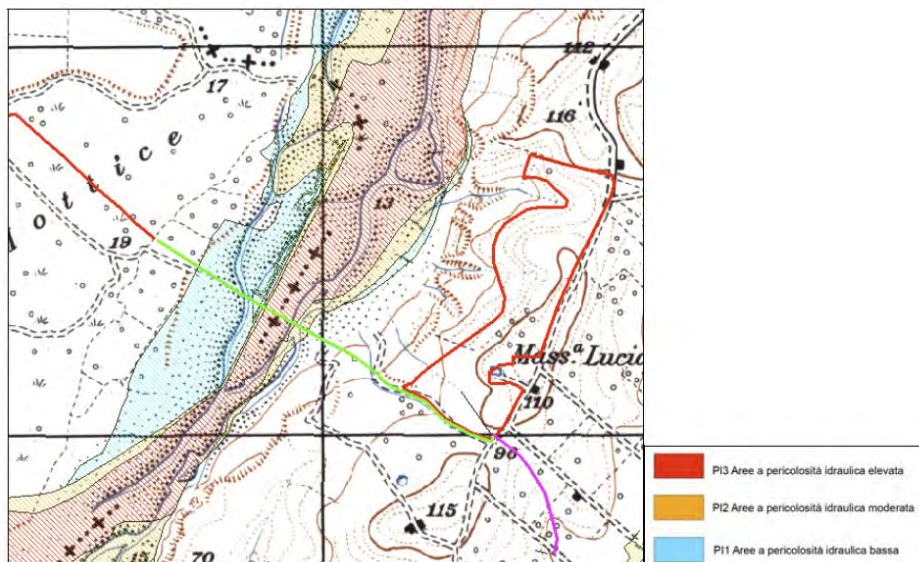 112
17
116
13
19
lottice
Mass.ª Lucia
110
96
115
15
70
PI3 Aree a pericolosità idraulica elevata
PI2 Aree a pericolosità idraulica moderata
PI1 Aree a pericolosità idraulica bassa